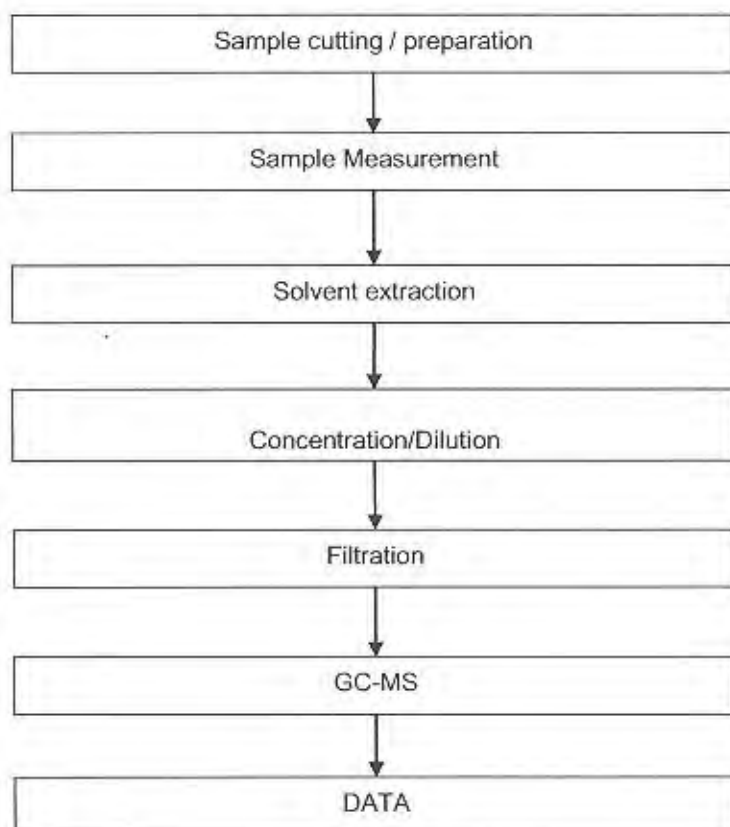 Sample cutting / preparation
Sample Measurement
Solvent extraction
Concentration/Dilution
Filtration
GC-MS
DATA